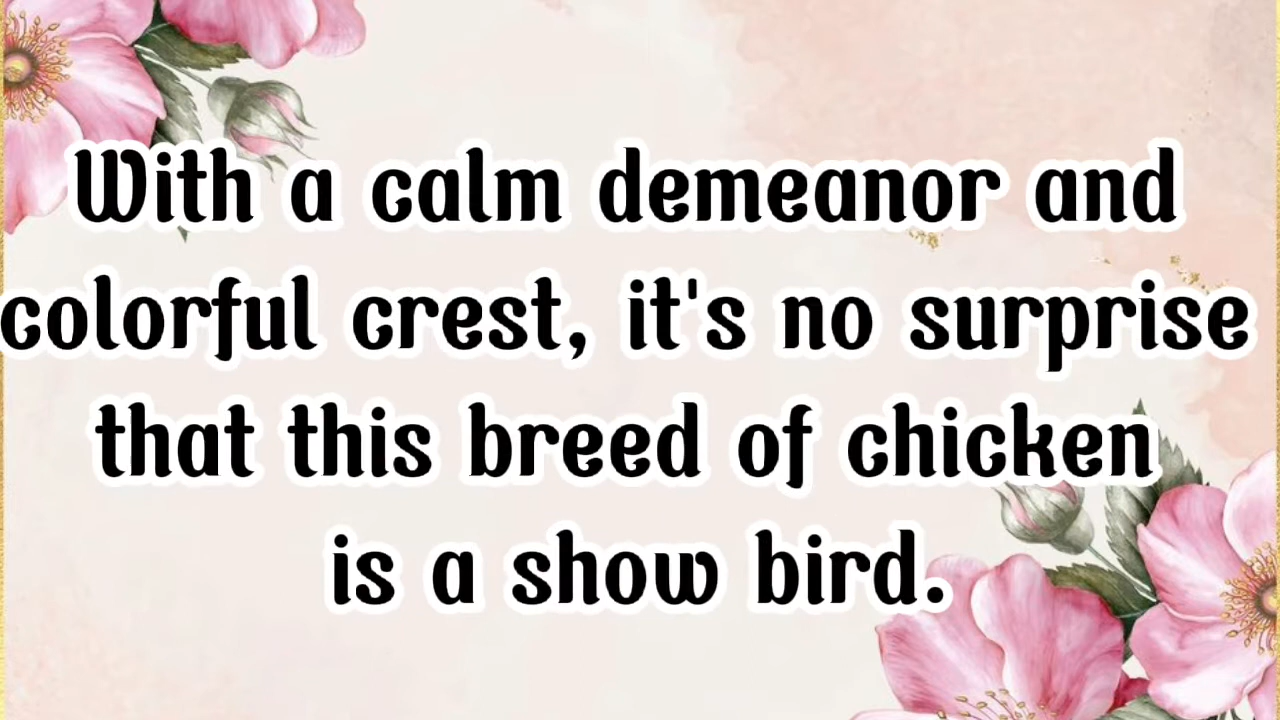 With a calm demeanor and
colorful crest, it's no surprise
that this breed of chicken
is a show bird.